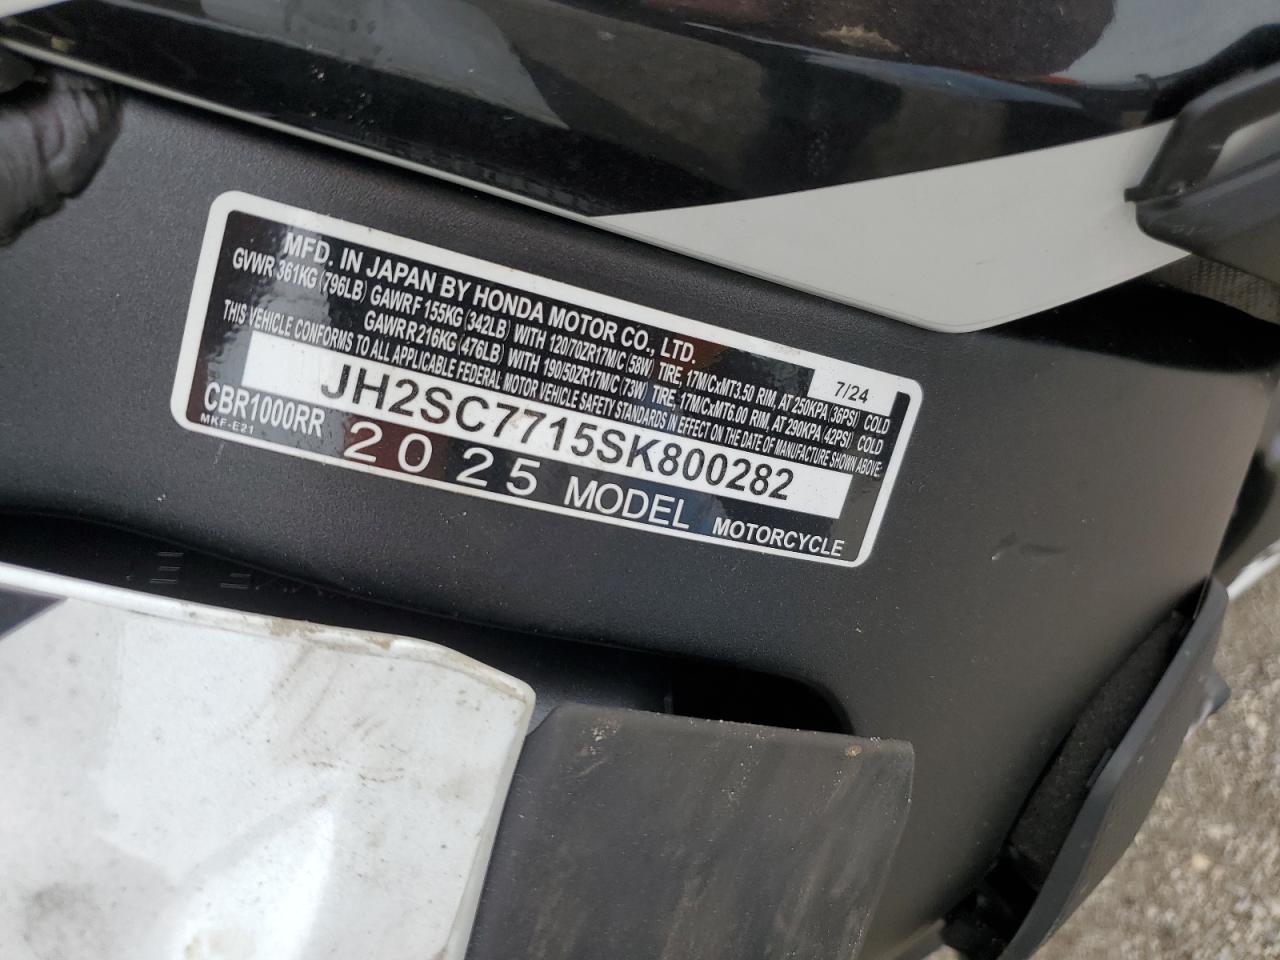 MFD. IN JAPAN BY HONDA MOTOR CO., LTD. 7/24
GVWR 361KG (796LB) GAWR F 155KG (342LB) WITH 120/70ZR17M/C (58W) TIRE, 17M/CxMT3.50 RIM, AT 250KPA (36PSI) COLD
GAWR R 216KG (476LB) WITH 190/50ZR17M/C (73W) TIRE, 17M/CxMT6.00 RIM, AT 290KPA (42PSI) COLD
THIS VEHICLE CONFORMS TO ALL APPLICABLE FEDERAL MOTOR VEHICLE SAFETY STANDARDS IN EFFECT ON THE DATE OF MANUFACTURE SHOWN ABOVE.
JH2SC7715SK800282
CBR1000RR 2025 MODEL MOTORCYCLE
MKF-E21